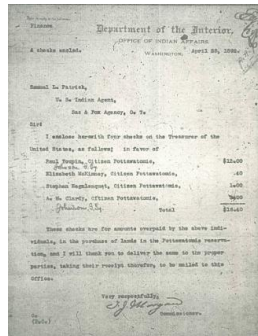 Finance
Department of the Interior,
OFFICE OF INDIAN AFFAIRS
4 checks enclosed.
WASHINGTON, April 30,
Samuel L. Patrick,
U. S. Indian Agent,
Sac & Fox Agency, O. T.
Sir:
I enclose herewith four checks on the Treasurer of the
United States, as follows; in favor of
Citizen Pottawatomie, $12.00
Elizabeth McKinney, Citizen Pottawatomie,
Stephen Negahnquet, Citizen Pottawatomie, 1.00
Clardy, Citizen Pottawatomie,
Total
These checks are for amounts overpaid by the above indi-
viduals, in the purchase of lands in the Pottawatomie reserva-
tion, and I will thank you to deliver the same to the proper
parties, taking their receipt therefor, to be mailed to this
Office.
Very respectfully,
T. J. Morgan
Commissioner.